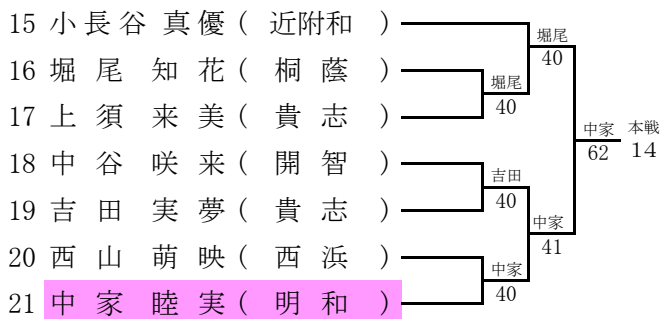 15 小長谷 真優 ( 近附和 )
16 堀尾 知花 ( 桐蔭 )
17 上須 来美 ( 貴志 )
18 中谷 咲来 ( 開智 )
19 吉田 実夢 ( 貴志 )
20 西山 萌映 ( 西浜 )
21 中家 睦実 ( 明和 )
堀尾
40
堀尾
40
吉田
40
中家
41
中家
40
中家
62
本戦
14